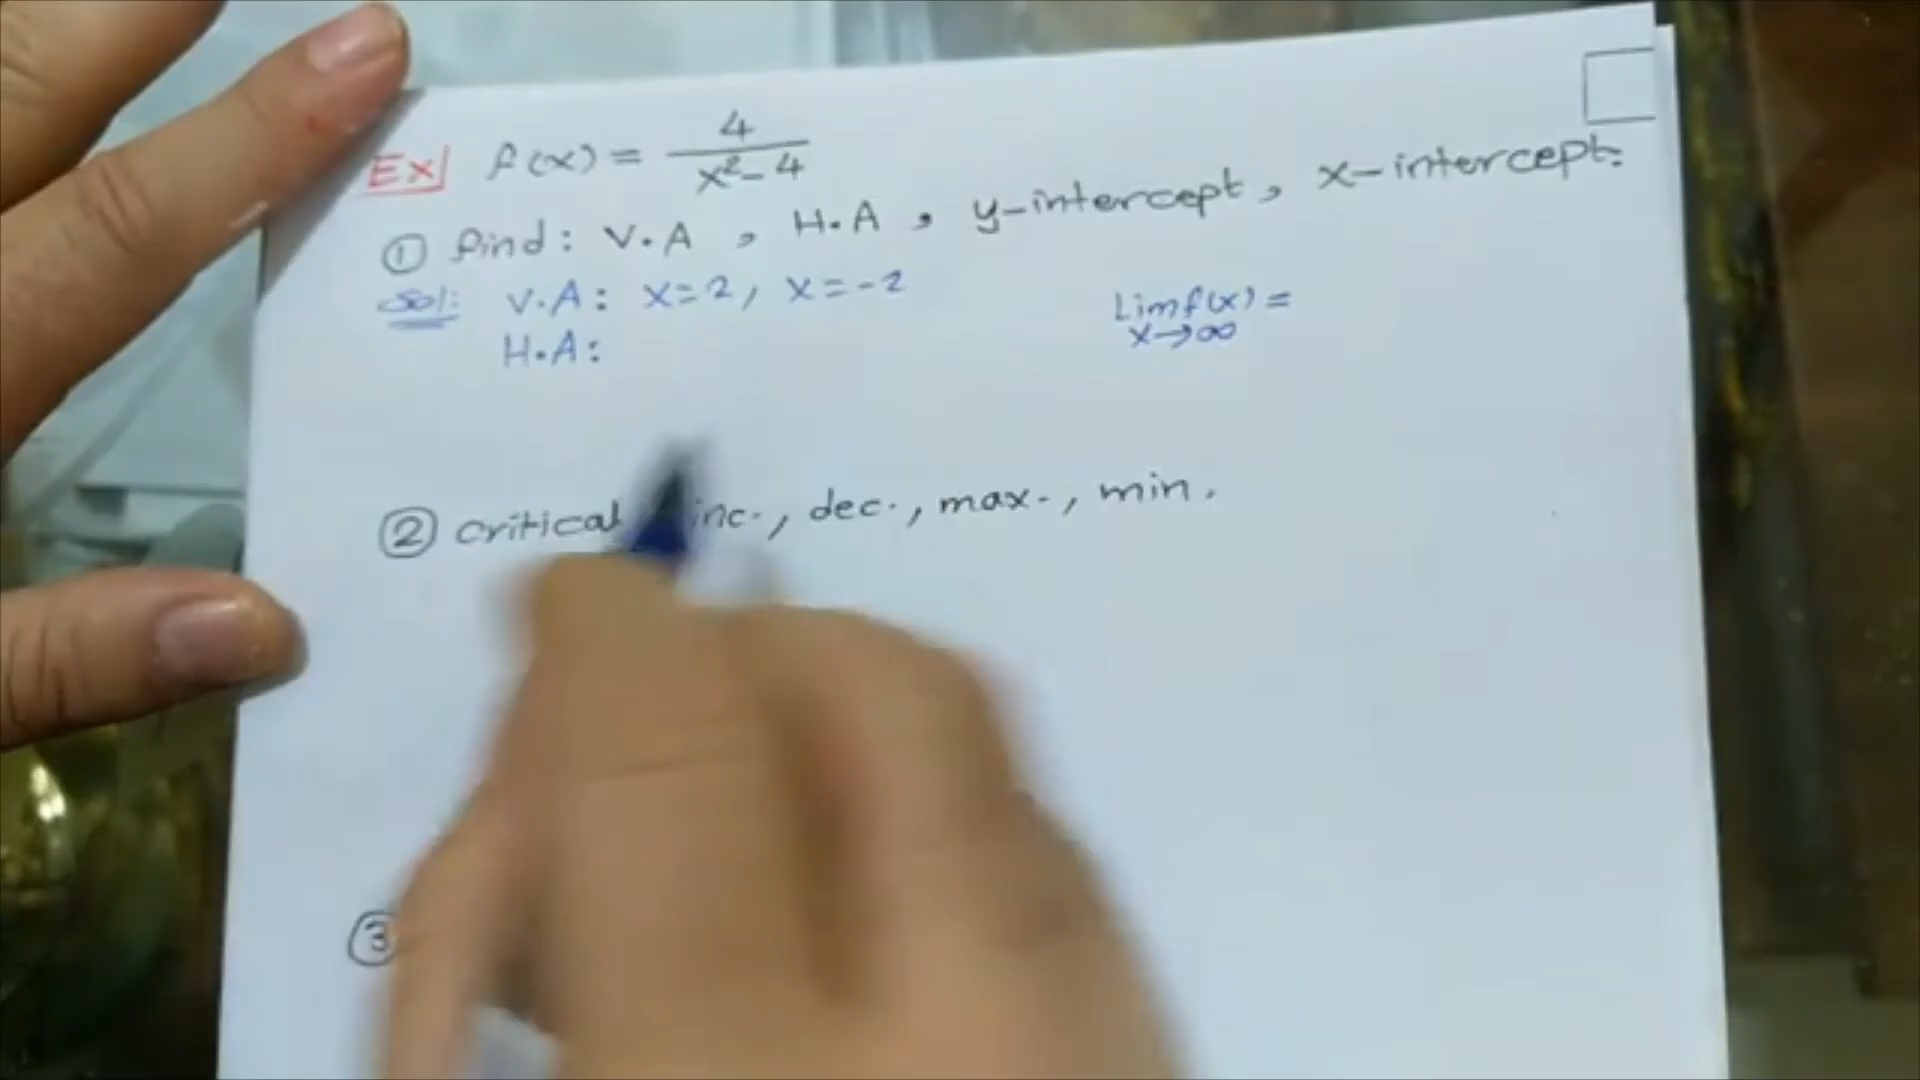 Ex f(x) = 4 / x²-4
① find: V.A , H.A , y-intercept , x-intercept.
Sol: V.A: x=2, x=-2
H.A:
Lim f(x) =
x→∞
② critical inc., dec., max., min.
③